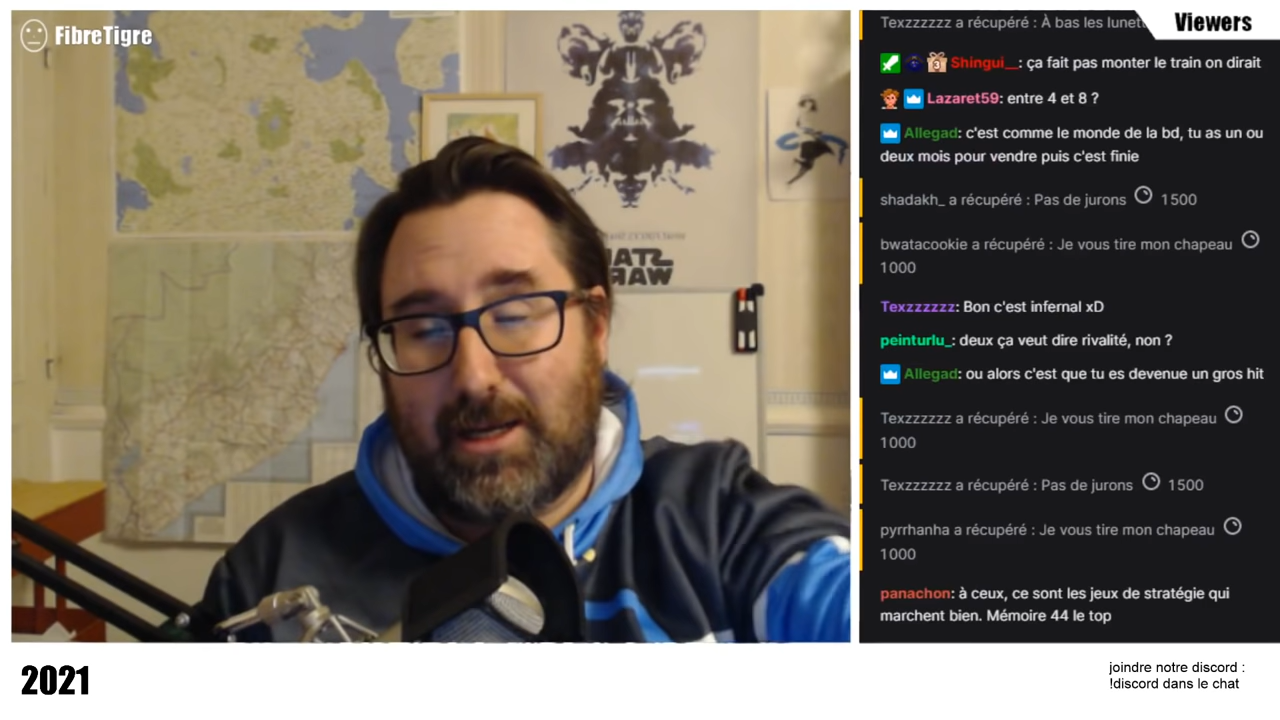 FibreTigre
STAR
WARS
Viewers
Texzzzzzz a récupéré : À bas les lunet
Shingui__: ça fait pas monter le train on dirait
Lazaret59: entre 4 et 8 ?
Allegad: c'est comme le monde de la bd, tu as un ou
deux mois pour vendre puis c'est finie
shadakh_ a récupéré : Pas de jurons 1500
bwatacookie a récupéré : Je vous tire mon chapeau
1000
Texzzzzzz: Bon c'est infernal xD
peinturlu_: deux ça veut dire rivalité, non ?
Allegad: ou alors c'est que tu es devenue un gros hit
Texzzzzzz a récupéré : Je vous tire mon chapeau
1000
Texzzzzzz a récupéré : Pas de jurons 1500
pyrrhanha a récupéré : Je vous tire mon chapeau
1000
panachon: à ceux, ce sont les jeux de stratégie qui
marchent bien. Mémoire 44 le top
2021
joindre notre discord :
!discord dans le chat